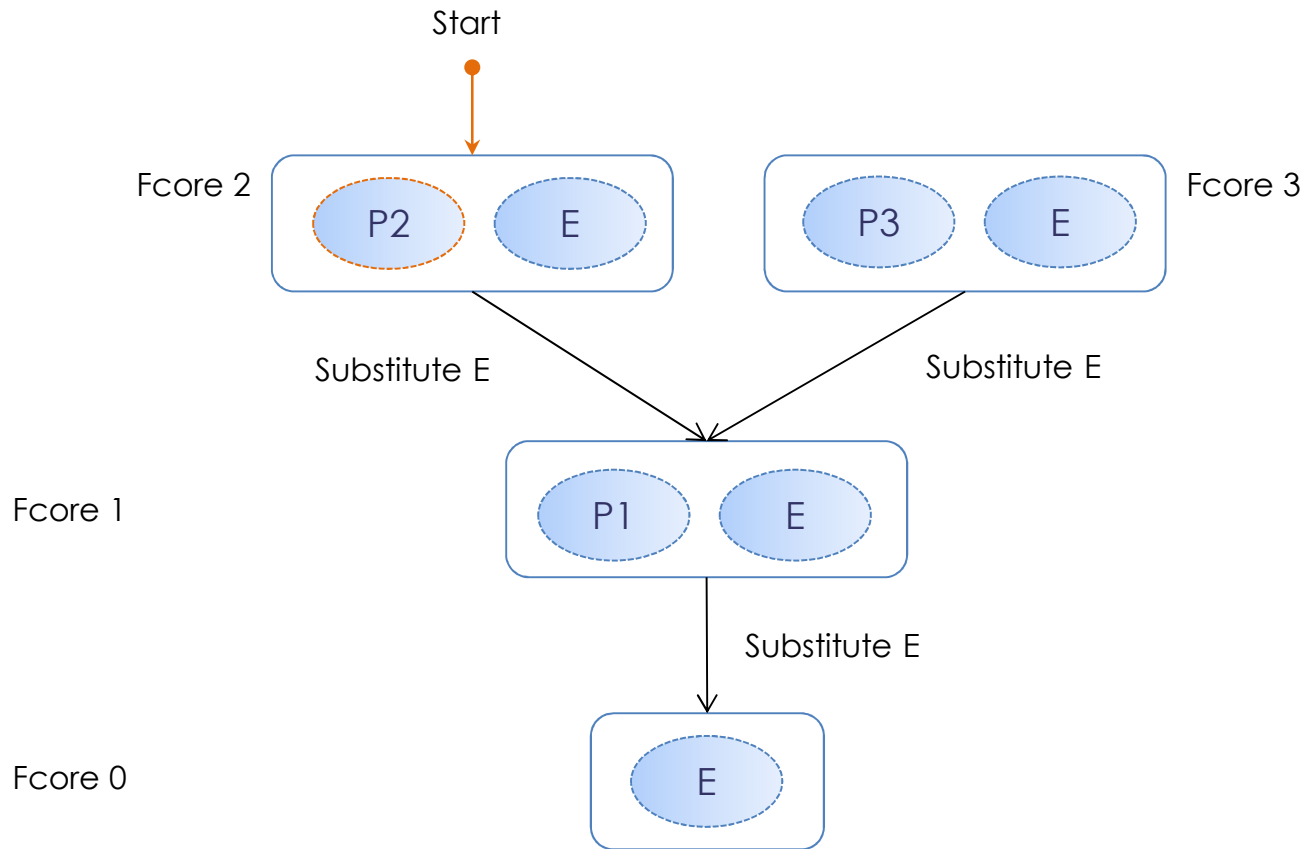 Start
Fcore 2
P2
E
P3
E
Fcore 3
Substitute E
Substitute E
Fcore 1
P1
E
Substitute E
Fcore 0
E